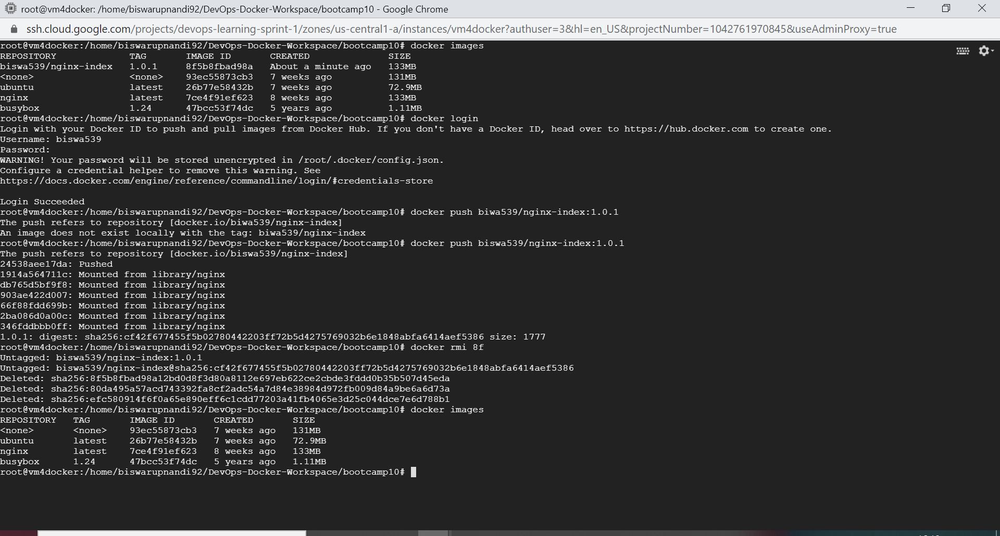 root@vm4docker: /home/biswarupnandi92/DevOps-Docker-Workspace/bootcamp10 - Google Chrome
ssh.cloud.google.com/projects/devops-learning-sprint-1/zones/us-central1-a/instances/vm4docker?authuser=3&hl=en_US&projectNumber=1042761970845&useAdminProxy=true
root@vm4docker:/home/biswarupnandi92/DevOps-Docker-Workspace/bootcamp10# docker images
REPOSITORY TAG IMAGE ID CREATED SIZE
biswa539/nginx-index 1.0.1 8f5b8fbad98a About a minute ago 133MB
<none> <none> 93ec55873cb3 7 weeks ago 131MB
ubuntu latest 26b77e58432b 7 weeks ago 72.9MB
nginx latest 7ce4f91ef623 8 weeks ago 133MB
busybox 1.24 47bcc53f74dc 5 years ago 1.11MB
root@vm4docker:/home/biswarupnandi92/DevOps-Docker-Workspace/bootcamp10# docker login
Login with your Docker ID to push and pull images from Docker Hub. If you don't have a Docker ID, head over to https://hub.docker.com to create one.
Username: biswa539
Password:
WARNING! Your password will be stored unencrypted in /root/.docker/config.json.
Configure a credential helper to remove this warning. See
https://docs.docker.com/engine/reference/commandline/login/#credentials-store
Login Succeeded
root@vm4docker:/home/biswarupnandi92/DevOps-Docker-Workspace/bootcamp10# docker push biwa539/nginx-index:1.0.1
The push refers to repository [docker.io/biwa539/nginx-index]
An image does not exist locally with the tag: biwa539/nginx-index
root@vm4docker:/home/biswarupnandi92/DevOps-Docker-Workspace/bootcamp10# docker push biswa539/nginx-index:1.0.1
The push refers to repository [docker.io/biswa539/nginx-index]
24538aee17da: Pushed
1914a564711c: Mounted from library/nginx
db765d5bf9f8: Mounted from library/nginx
903ae422d007: Mounted from library/nginx
66f88fdd699b: Mounted from library/nginx
2ba086d0a00c: Mounted from library/nginx
346fddbbb0ff: Mounted from library/nginx
1.0.1: digest: sha256:cf42f677455f5b02780442203ff72b5d4275769032b6e1848abfa6414aef5386 size: 1777
root@vm4docker:/home/biswarupnandi92/DevOps-Docker-Workspace/bootcamp10# docker rmi 8f
Untagged: biswa539/nginx-index:1.0.1
Untagged: biswa539/nginx-index@sha256:cf42f677455f5b02780442203ff72b5d4275769032b6e1848abfa6414aef5386
Deleted: sha256:8f5b8fbad98a12bd0d8f3d80a8112e697eb622ce2cbde3fddd0b35b507d45eda
Deleted: sha256:80da495a57acd743392fa8cf2adc54a7d84e38984d972fb009d84a9be6a6d73a
Deleted: sha256:efc580914f6f0a65e890eff6c1cdd77203a41fb4065e3d25c044dce7e6d788b1
root@vm4docker:/home/biswarupnandi92/DevOps-Docker-Workspace/bootcamp10# docker images
REPOSITORY TAG IMAGE ID CREATED SIZE
<none> <none> 93ec55873cb3 7 weeks ago 131MB
ubuntu latest 26b77e58432b 7 weeks ago 72.9MB
nginx latest 7ce4f91ef623 8 weeks ago 133MB
busybox 1.24 47bcc53f74dc 5 years ago 1.11MB
root@vm4docker:/home/biswarupnandi92/DevOps-Docker-Workspace/bootcamp10#